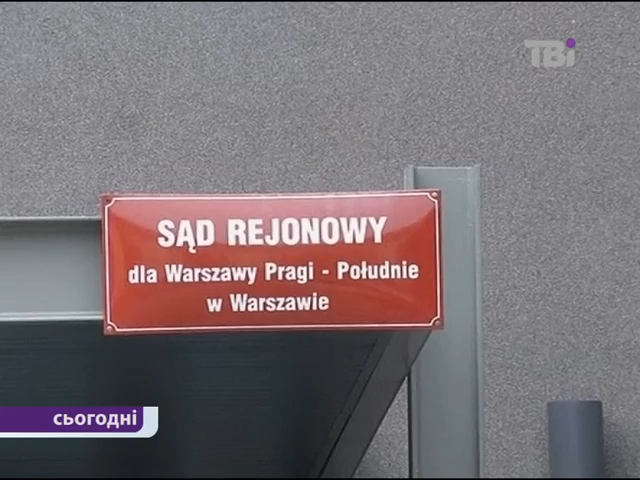 ТВі
SĄD REJONOWY
dla Warszawy Pragi - Południe
w Warszawie
сьогодні